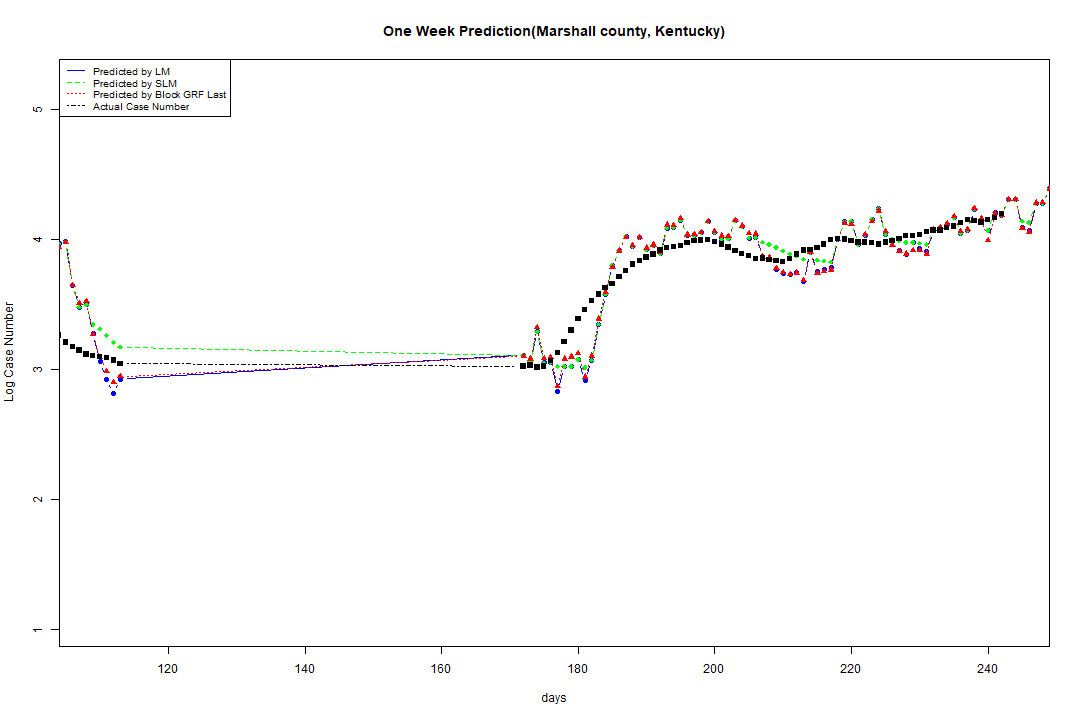 One Week Prediction(Marshall county, Kentucky)
Predicted by LM
Predicted by SLM
Predicted by Block GRF Last
Actual Case Number
5
4
3
2
1
Log Case Number
120 140 160 180 200 220 240
days